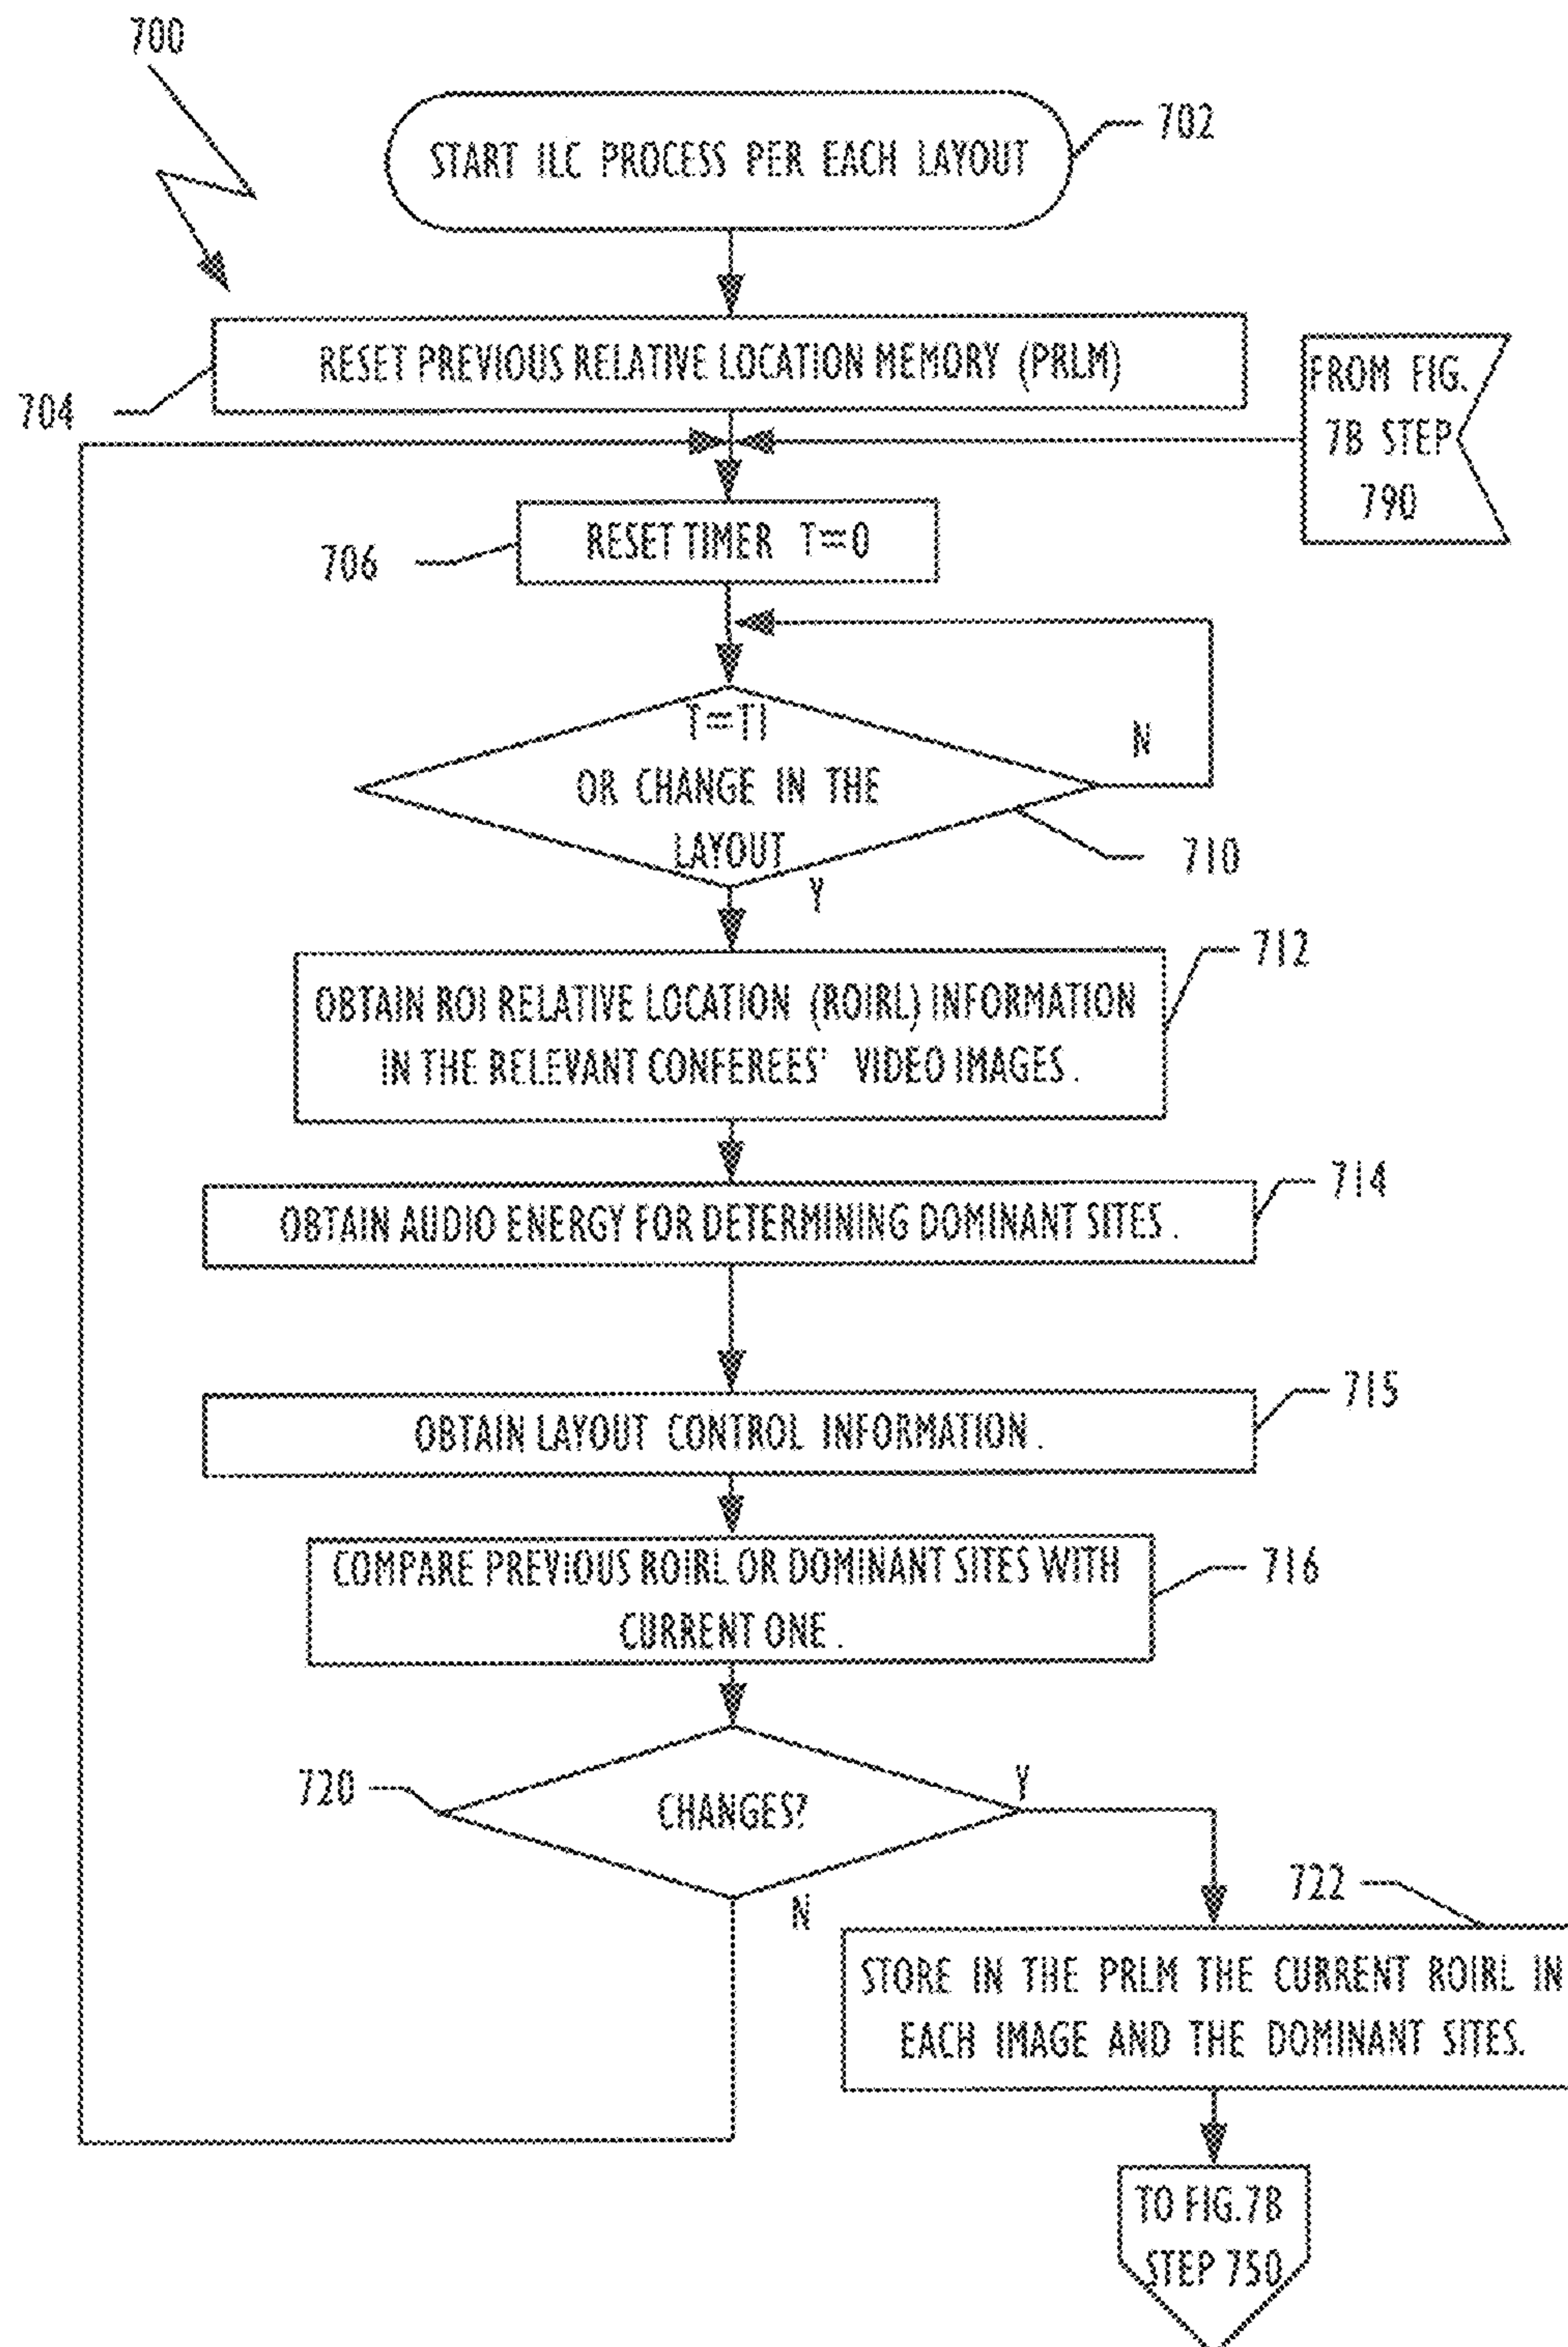 700
START ILC PROCESS PER EACH LAYOUT
702
RESET PREVIOUS RELATIVE LOCATION MEMORY (PRLM)
704
FROM FIG.
7B STEP
790
RESET TIMER T=0
706
T=T1
OR CHANGE IN THE
LAYOUT
N
710
Y
712
OBTAIN ROI RELATIVE LOCATION (ROIRL) INFORMATION
IN THE RELEVANT CONFEREES' VIDEO IMAGES.
714
OBTAIN AUDIO ENERGY FOR DETERMINING DOMINANT SITES.
715
OBTAIN LAYOUT CONTROL INFORMATION.
COMPARE PREVIOUS ROIRL OR DOMINANT SITES WITH
CURRENT ONE.
716
720
CHANGES?
Y
N
722
STORE IN THE PRLM THE CURRENT ROIRL IN
EACH IMAGE AND THE DOMINANT SITES.
TO FIG.7B
STEP 750